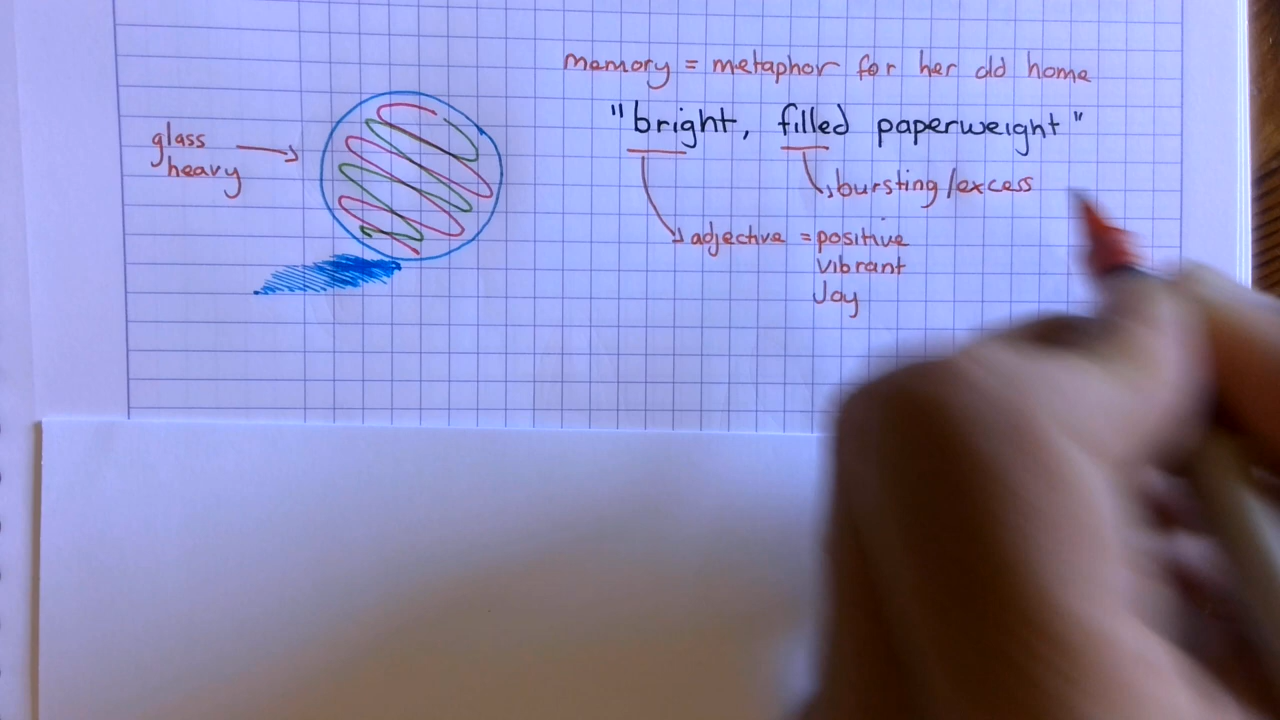 memory = metaphor for her old home
"bright, filled paperweight"
glass
heavy
bursting/excess
adjective = positive
vibrant
Joy